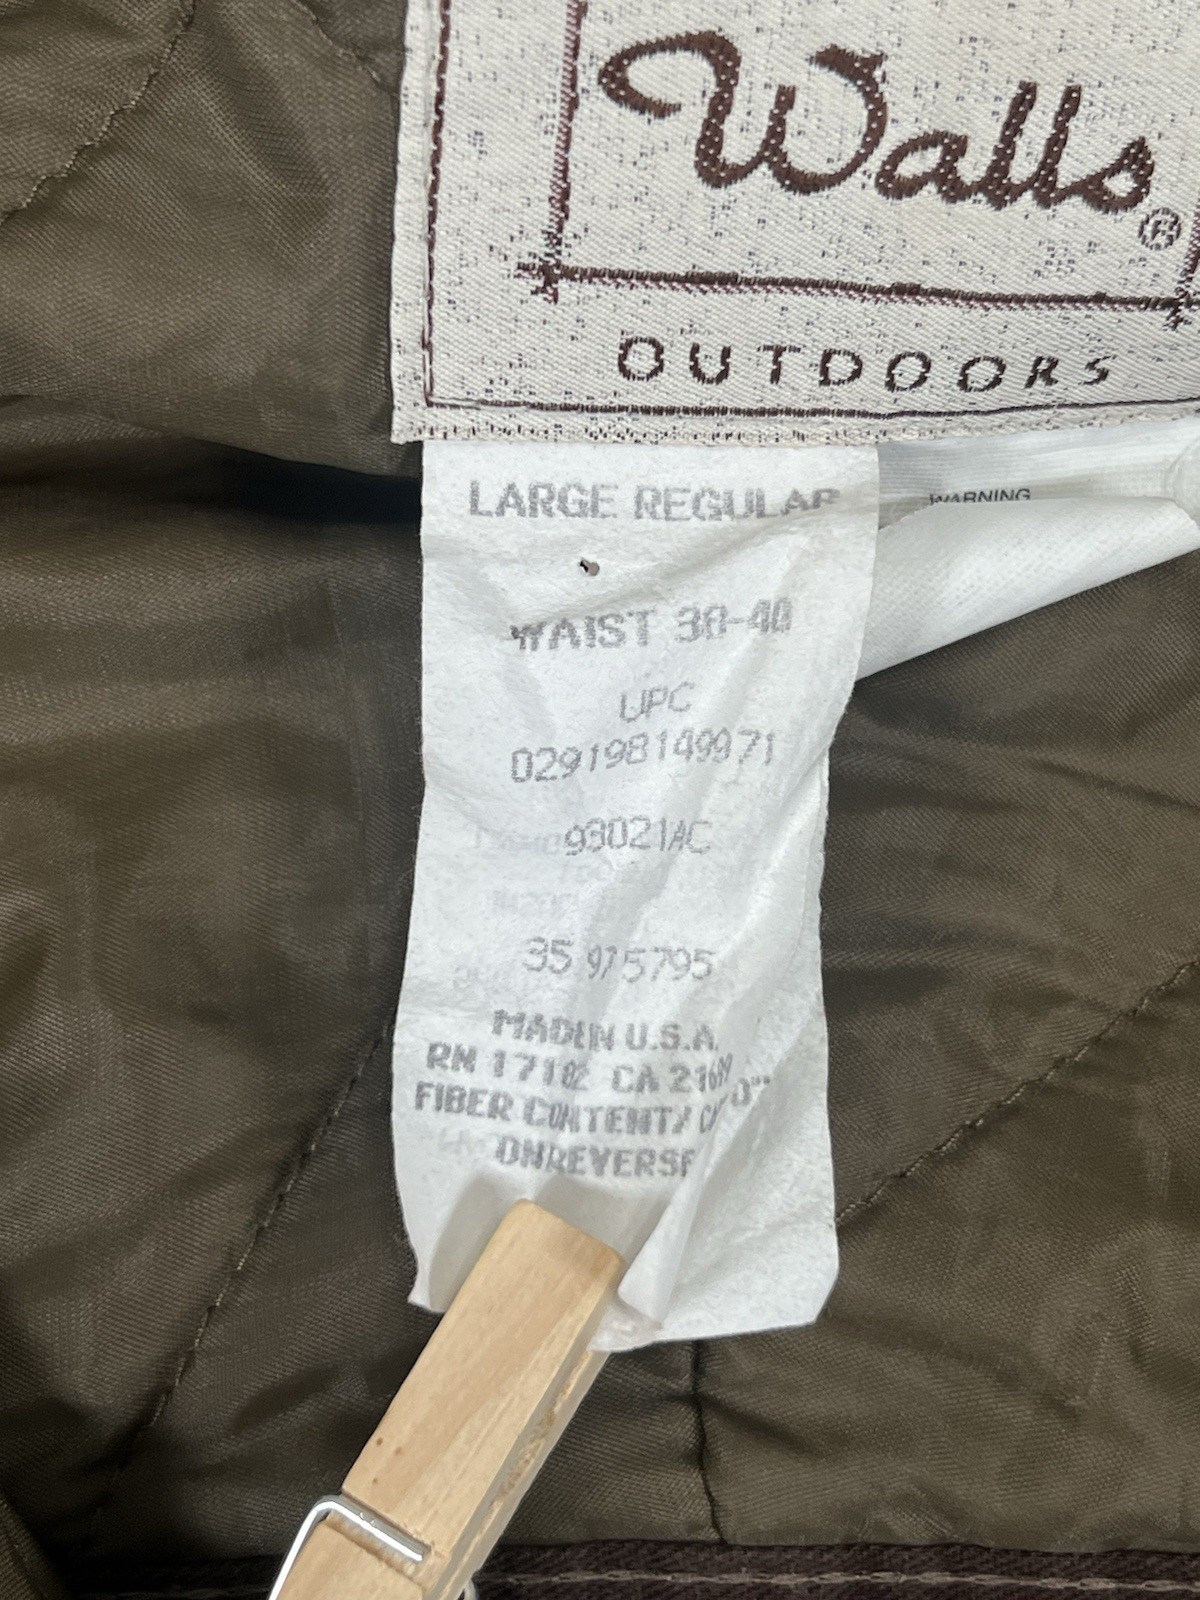 Walls®
OUTDOORS
LARGE REGULAR
WARNING
WAIST 38-40
UPC
029198149971
93021AC
35 975795
MADE IN U.S.A.
RN 17182 CA 21689
FIBER CONTENT/
ON REVERSE